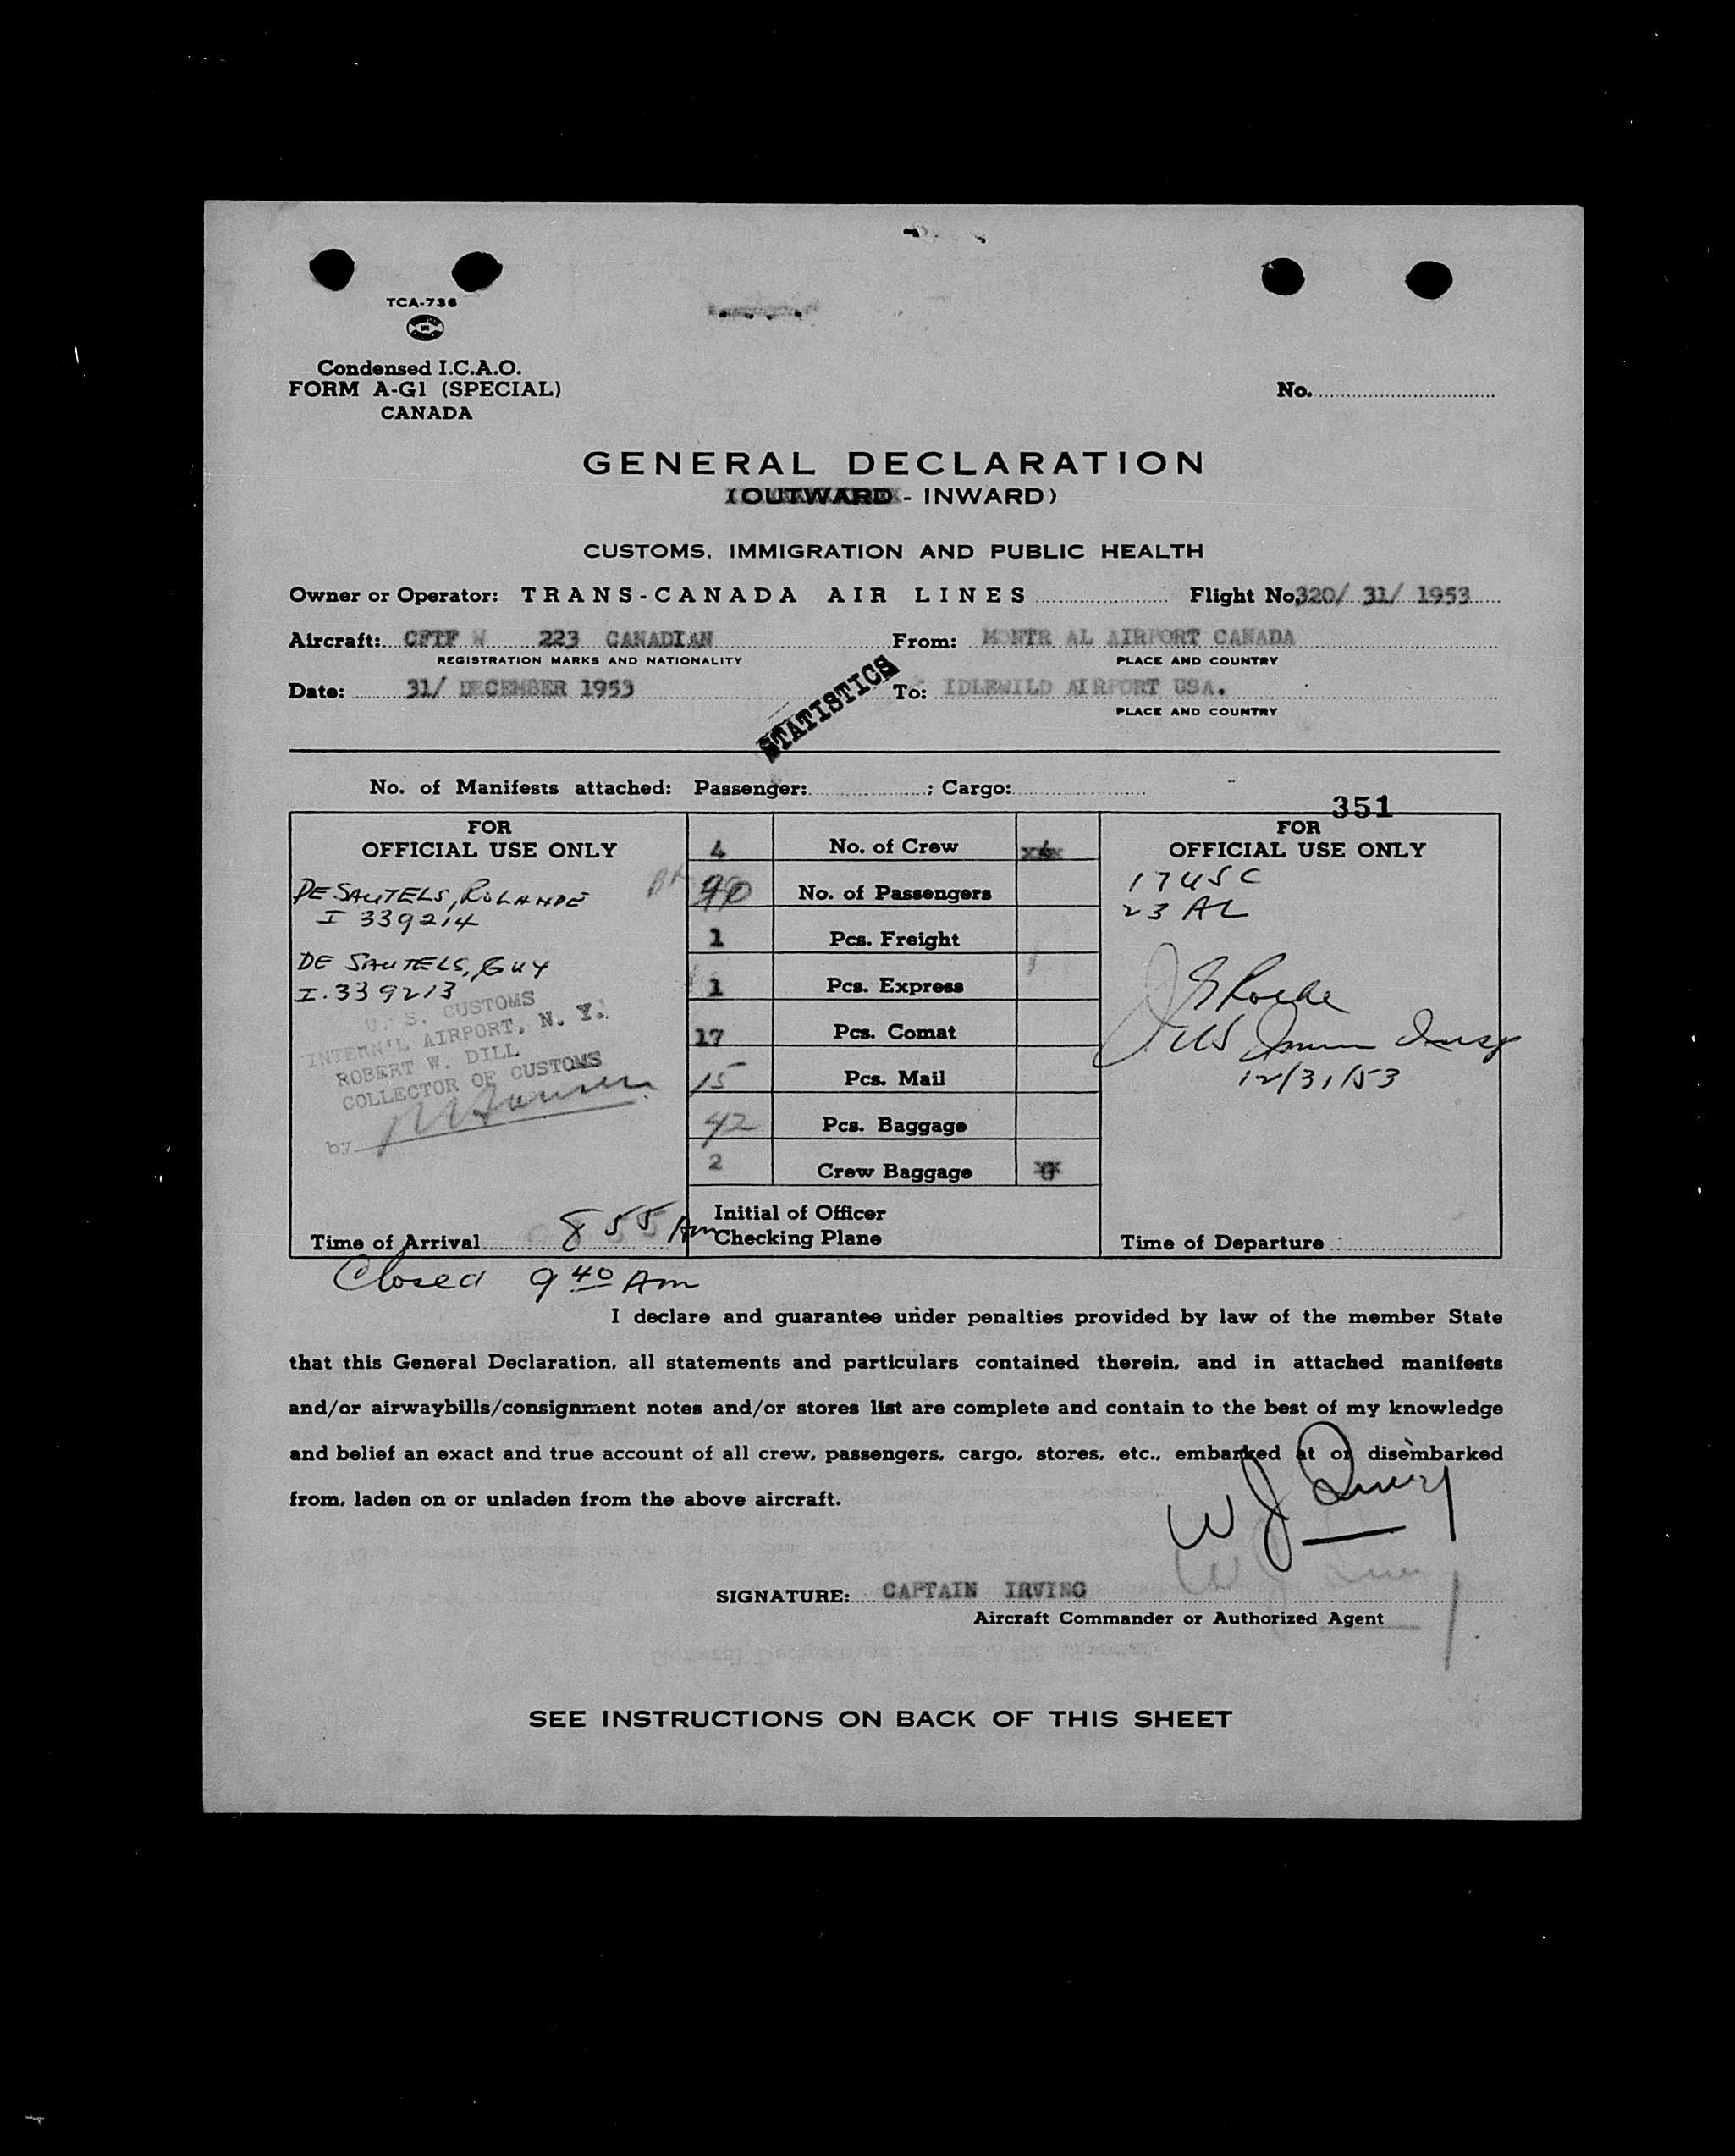 TCA-736
Condensed I.C.A.O.
FORM A-G1 (SPECIAL)
CANADA
No.
GENERAL DECLARATION
(OUTWARD - INWARD)
CUSTOMS, IMMIGRATION AND PUBLIC HEALTH
Owner or Operator: TRANS-CANADA AIR LINES Flight No. 320/ 31/ 1953
Aircraft: CFTF W 223 CANADIAN From: MONTR AL AIRPORT CANADA
REGISTRATION MARKS AND NATIONALITY PLACE AND COUNTRY
Date: 31/ DECEMBER 1953 To: IDLEWILD AIRPORT USA.
PLACE AND COUNTRY
STATISTICS
No. of Manifests attached: Passenger: ; Cargo:
351
FOR
OFFICIAL USE ONLY
DE SAUTELS, ROLANDE
I 339214
DE SAUTELS, GUY
I. 339213
U. S. CUSTOMS
INTERN'L AIRPORT, N. Y.
ROBERT W. DILL
COLLECTOR OF CUSTOMS
by
Time of Arrival 8 55 Am
4 No. of Crew
No. of Passengers
1 Pcs. Freight
1 Pcs. Express
17 Pcs. Comat
15 Pcs. Mail
42 Pcs. Baggage
2 Crew Baggage
Initial of Officer
Checking Plane
FOR
OFFICIAL USE ONLY
17 USC
23 AL
US Immn Insp
12/31/53
Time of Departure
Closed 9 40 Am
I declare and guarantee under penalties provided by law of the member State
that this General Declaration, all statements and particulars contained therein, and in attached manifests
and/or airwaybills/consignment notes and/or stores list are complete and contain to the best of my knowledge
and belief an exact and true account of all crew, passengers, cargo, stores, etc., embarked at or disembarked
from, laden on or unladen from the above aircraft.
SIGNATURE: CAPTAIN IRVING
Aircraft Commander or Authorized Agent
SEE INSTRUCTIONS ON BACK OF THIS SHEET